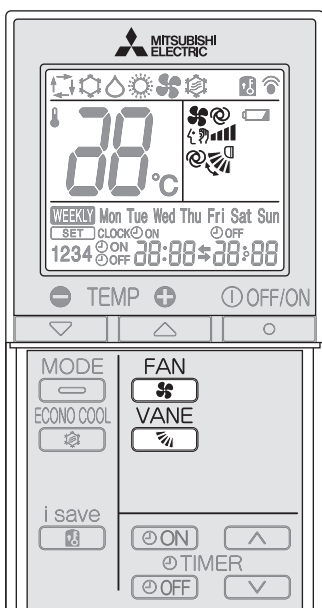 MITSUBISHI
ELECTRIC
88
°C
WEEKLY Mon Tue Wed Thu Fri Sat Sun
SET CLOCK ON OFF
1234 ON OFF 88:88 88:88
TEMP OFF/ON
MODE FAN
ECONO COOL VANE
i save
ON
TIMER
OFF